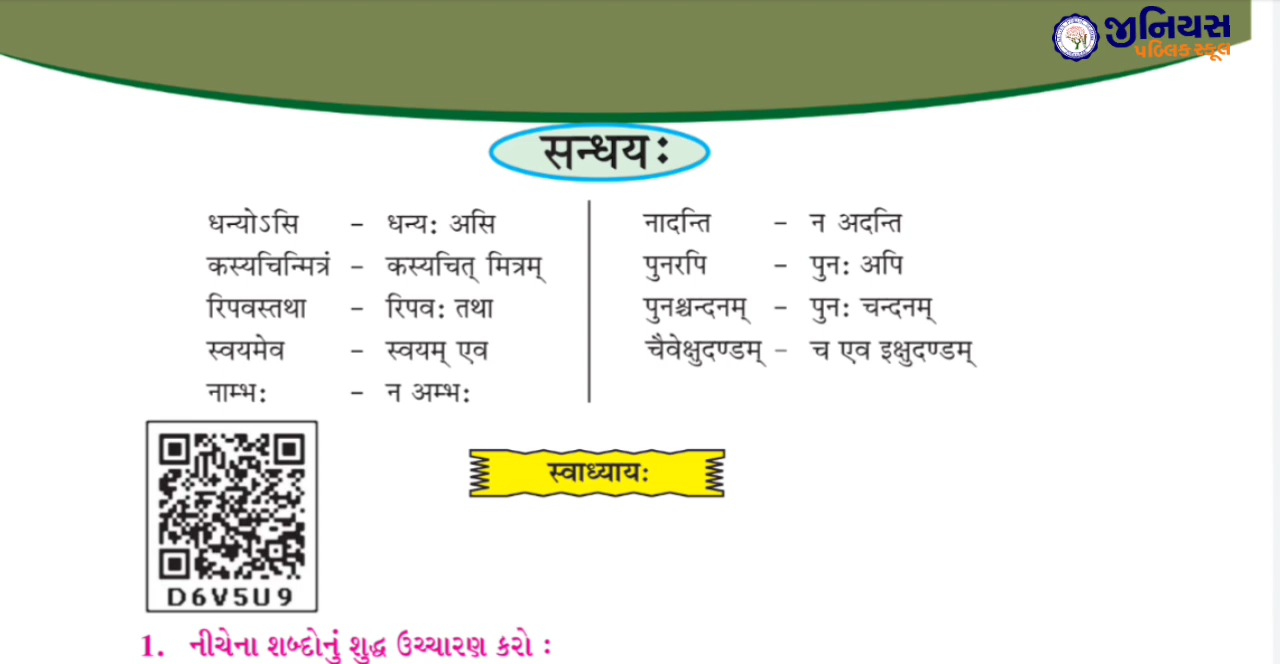 જીનિયસ
પબ્લિક સ્કૂલ
सन्धयः
धन्योऽसि - धन्यः असि
कस्यचिन्मित्रं - कस्यचित् मित्रम्
रिपवस्तथा - रिपवः तथा
स्वयमेव - स्वयम् एव
नाम्भः - न अम्भः
नादन्ति - न अदन्ति
पुनरपि - पुनः अपि
पुनश्चन्दनम् - पुनः चन्दनम्
चैवेक्षुदण्डम् - च एव इक्षुदण्डम्
स्वाध्यायः
D6V5U9
1. નીચેના શબ્દોનું શુદ્ધ ઉચ્ચારણ કરો :